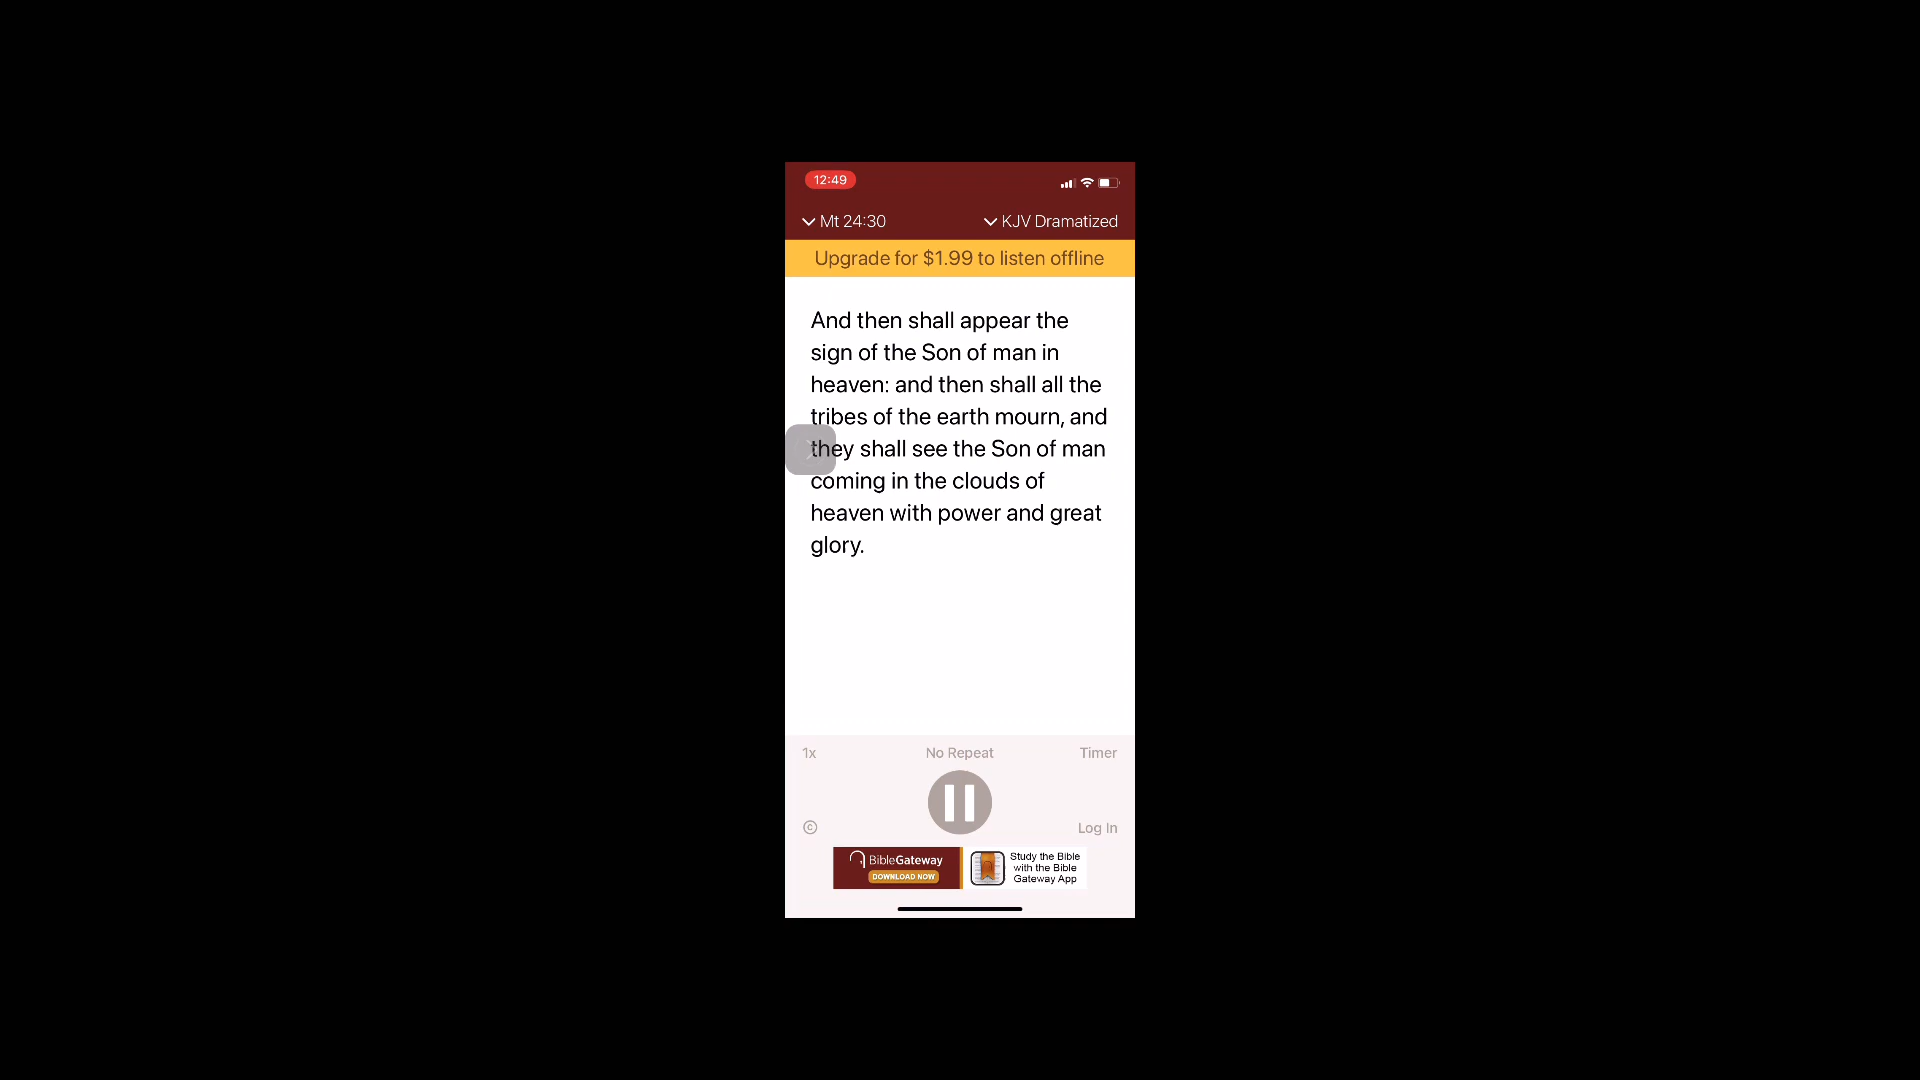 12:49
Mt 24:30
KJV Dramatized
Upgrade for $1.99 to listen offline
And then shall appear the
sign of the Son of man in
heaven: and then shall all the
tribes of the earth mourn, and
they shall see the Son of man
coming in the clouds of
heaven with power and great
glory.
1x
No Repeat
Timer
©
Log In
BibleGateway
DOWNLOAD NOW
Study the Bible
with the Bible
Gateway App